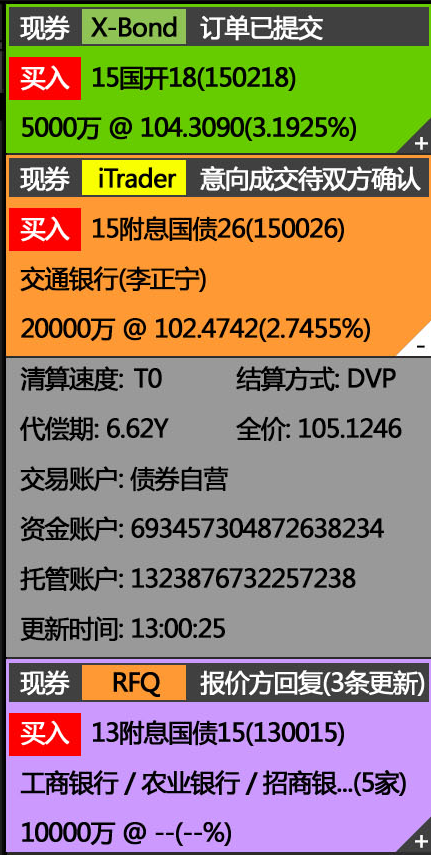 现券 X-Bond 订单已提交
买入 15国开18(150218)
5000万 @ 104.3090(3.1925%)
+
现券 iTrader 意向成交待双方确认
买入 15附息国债26(150026)
交通银行(李正宁)
20000万 @ 102.4742(2.7455%)
-
清算速度: T0 结算方式: DVP
代偿期: 6.62Y 全价: 105.1246
交易账户: 债券自营
资金账户: 693457304872638234
托管账户: 1323876732257238
更新时间: 13:00:25
现券 RFQ 报价方回复(3条更新)
买入 13附息国债15(130015)
工商银行 / 农业银行 / 招商银...(5家)
10000万 @ --(--%)
+